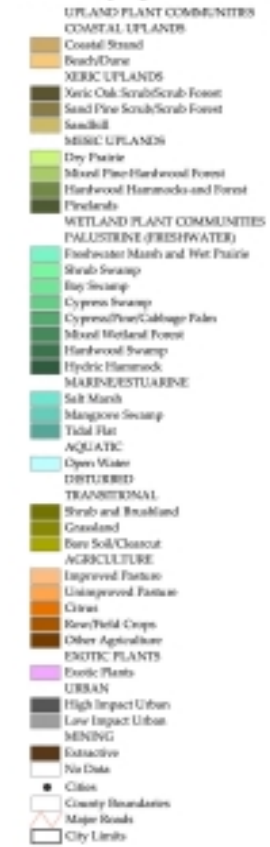 UPLAND PLANT COMMUNITIES
COASTAL UPLANDS
Coastal Strand
Beach/Dune
XERIC UPLANDS
Xeric Oak Scrub/Scrub Forest
Sand Pine Scrub/Scrub Forest
Sandhill
MESIC UPLANDS
Dry Prairie
Mixed Pine-Hardwood Forest
Hardwood Hammocks and Forest
Pinelands
WETLAND PLANT COMMUNITIES
PALUSTRINE (FRESHWATER)
Freshwater Marsh and Wet Prairie
Shrub Swamp
Bay Swamp
Cypress Swamp
Cypress/Pine/Cabbage Palm
Mixed Wetland Forest
Hardwood Swamp
Hydric Hammock
MARINE/ESTUARINE
Salt Marsh
Mangrove Swamp
Tidal Flat
AQUATIC
Open Water
DISTURBED
TRANSITIONAL
Shrub and Brushland
Grassland
Bare Soil/Clearcut
AGRICULTURE
Improved Pasture
Unimproved Pasture
Citrus
Row/Field Crops
Other Agriculture
EXOTIC PLANTS
Exotic Plants
URBAN
High Impact Urban
Low Impact Urban
MINING
Extractive
No Data
Cities
County Boundaries
Major Roads
City Limits